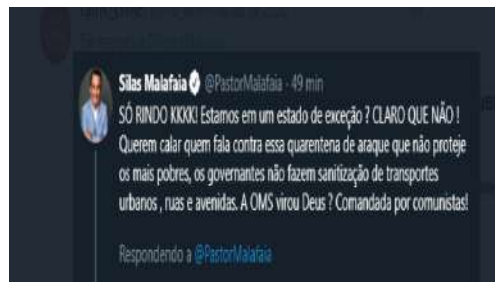 Silas Malafaia @PastorMalafaia · 49 min
SÓ RINDO KKKK! Estamos em um estado de exceção ? CLARO QUE NÃO !
Querem calar quem fala contra essa quarentena de araque que não proteje
os mais pobres, os governantes não fazem sanitização de transportes
urbanos , ruas e avenidas. A OMS virou Deus ? Comandada por comunistas!
Respondendo a @PastorMalafaia